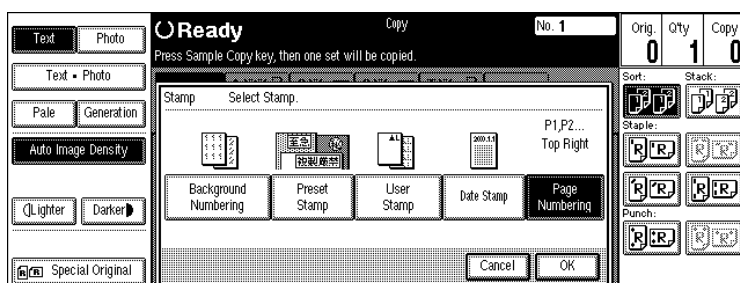 Text
Photo
Text • Photo
Pale
Generation
Auto Image Density
Lighter
Darker
Special Original
Ready
Copy
No. 1
Press Sample Copy key, then one set will be copied.
Stamp
Select Stamp.
P1,P2...
Top Right
Background
Numbering
Preset
Stamp
User
Stamp
Date Stamp
Page
Numbering
Cancel
OK
Orig.
Q'ty
Copy
0
1
0
Sort:
Stack:
Staple:
Punch: